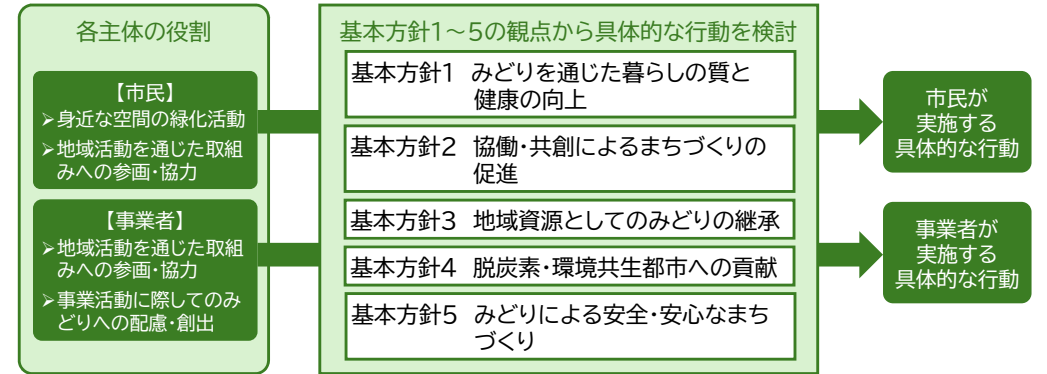 各主体の役割
【市民】
➢身近な空間の緑化活動
➢地域活動を通じた取組
みへの参画・協力
【事業者】
➢地域活動を通じた取組
みへの参画・協力
➢事業活動に際してのみ
どりへの配慮・創出
基本方針1～5の観点から具体的な行動を検討
基本方針1 みどりを通じた暮らしの質と
健康の向上
基本方針2 協働・共創によるまちづくりの
促進
基本方針3 地域資源としてのみどりの継承
基本方針4 脱炭素・環境共生都市への貢献
基本方針5 みどりによる安全・安心なまち
づくり
市民が
実施する
具体的な行動
事業者が
実施する
具体的な行動